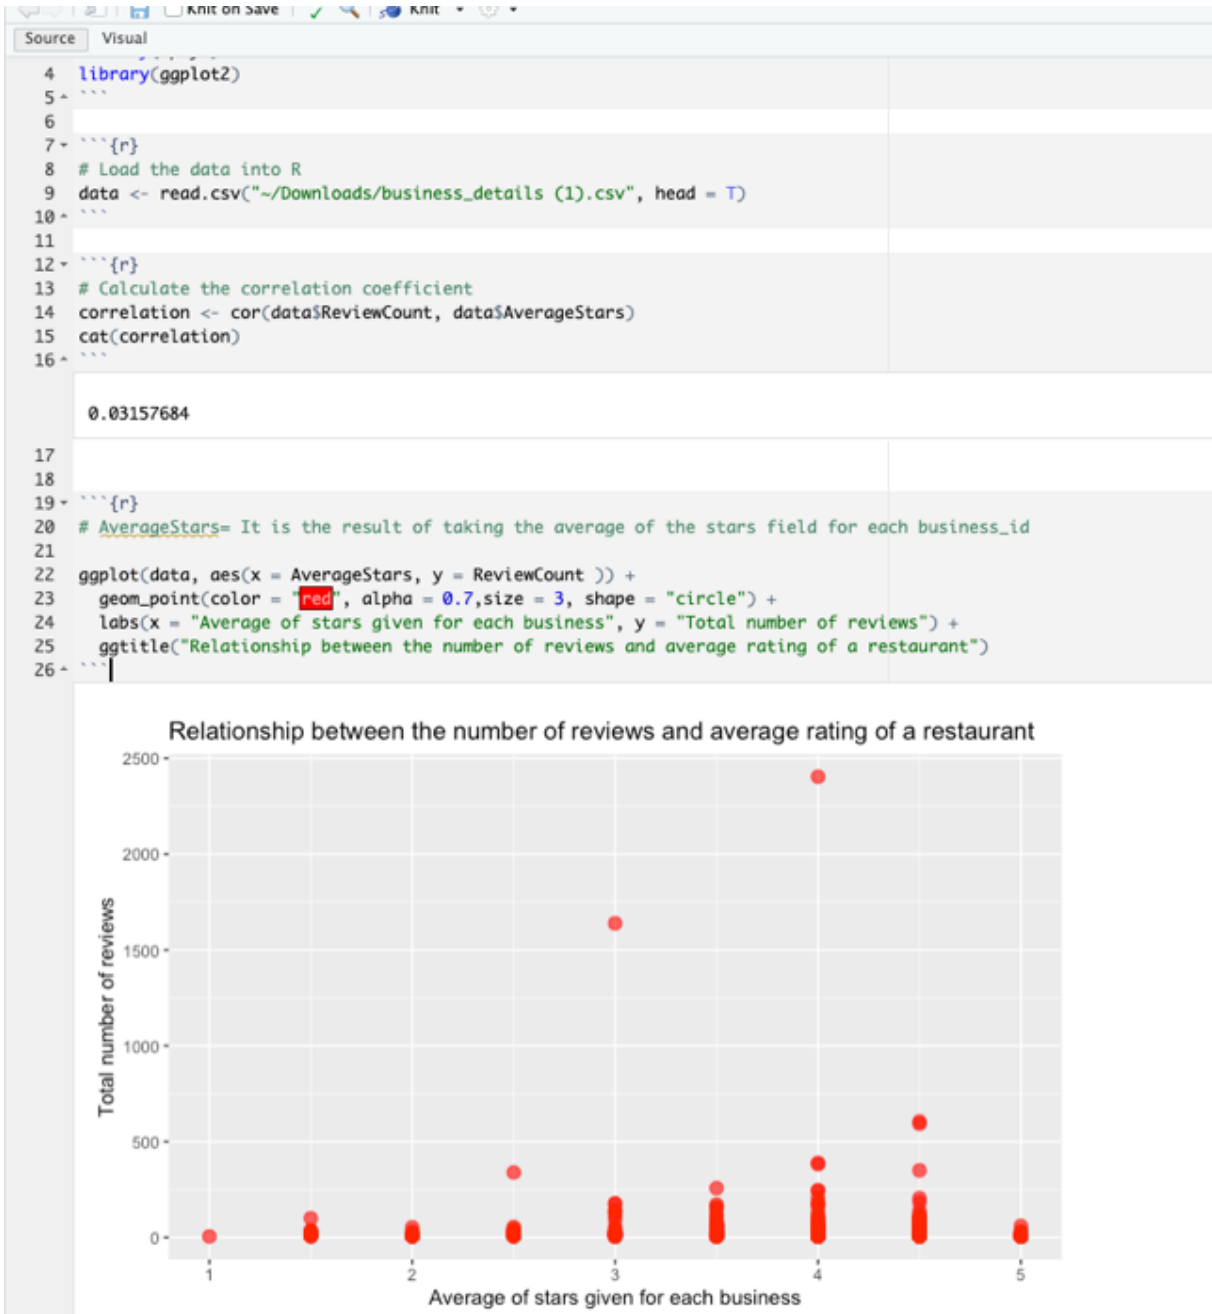 Knit on Save Knit
Source Visual
4 library(ggplot2)
5 ```
6
7 ```{r}
8 # Load the data into R
9 data <- read.csv("~/Downloads/business_details (1).csv", head = T)
10 ```
11
12 ```{r}
13 # Calculate the correlation coefficient
14 correlation <- cor(data$ReviewCount, data$AverageStars)
15 cat(correlation)
16 ```
0.03157684
17
18
19 ```{r}
20 # AverageStars= It is the result of taking the average of the stars field for each business_id
21
22 ggplot(data, aes(x = AverageStars, y = ReviewCount )) +
23 geom_point(color = "red", alpha = 0.7,size = 3, shape = "circle") +
24 labs(x = "Average of stars given for each business", y = "Total number of reviews") +
25 ggtitle("Relationship between the number of reviews and average rating of a restaurant")
26 ```
Relationship between the number of reviews and average rating of a restaurant
2500
2000
1500
1000
500
0
Total number of reviews
1 2 3 4 5
Average of stars given for each business